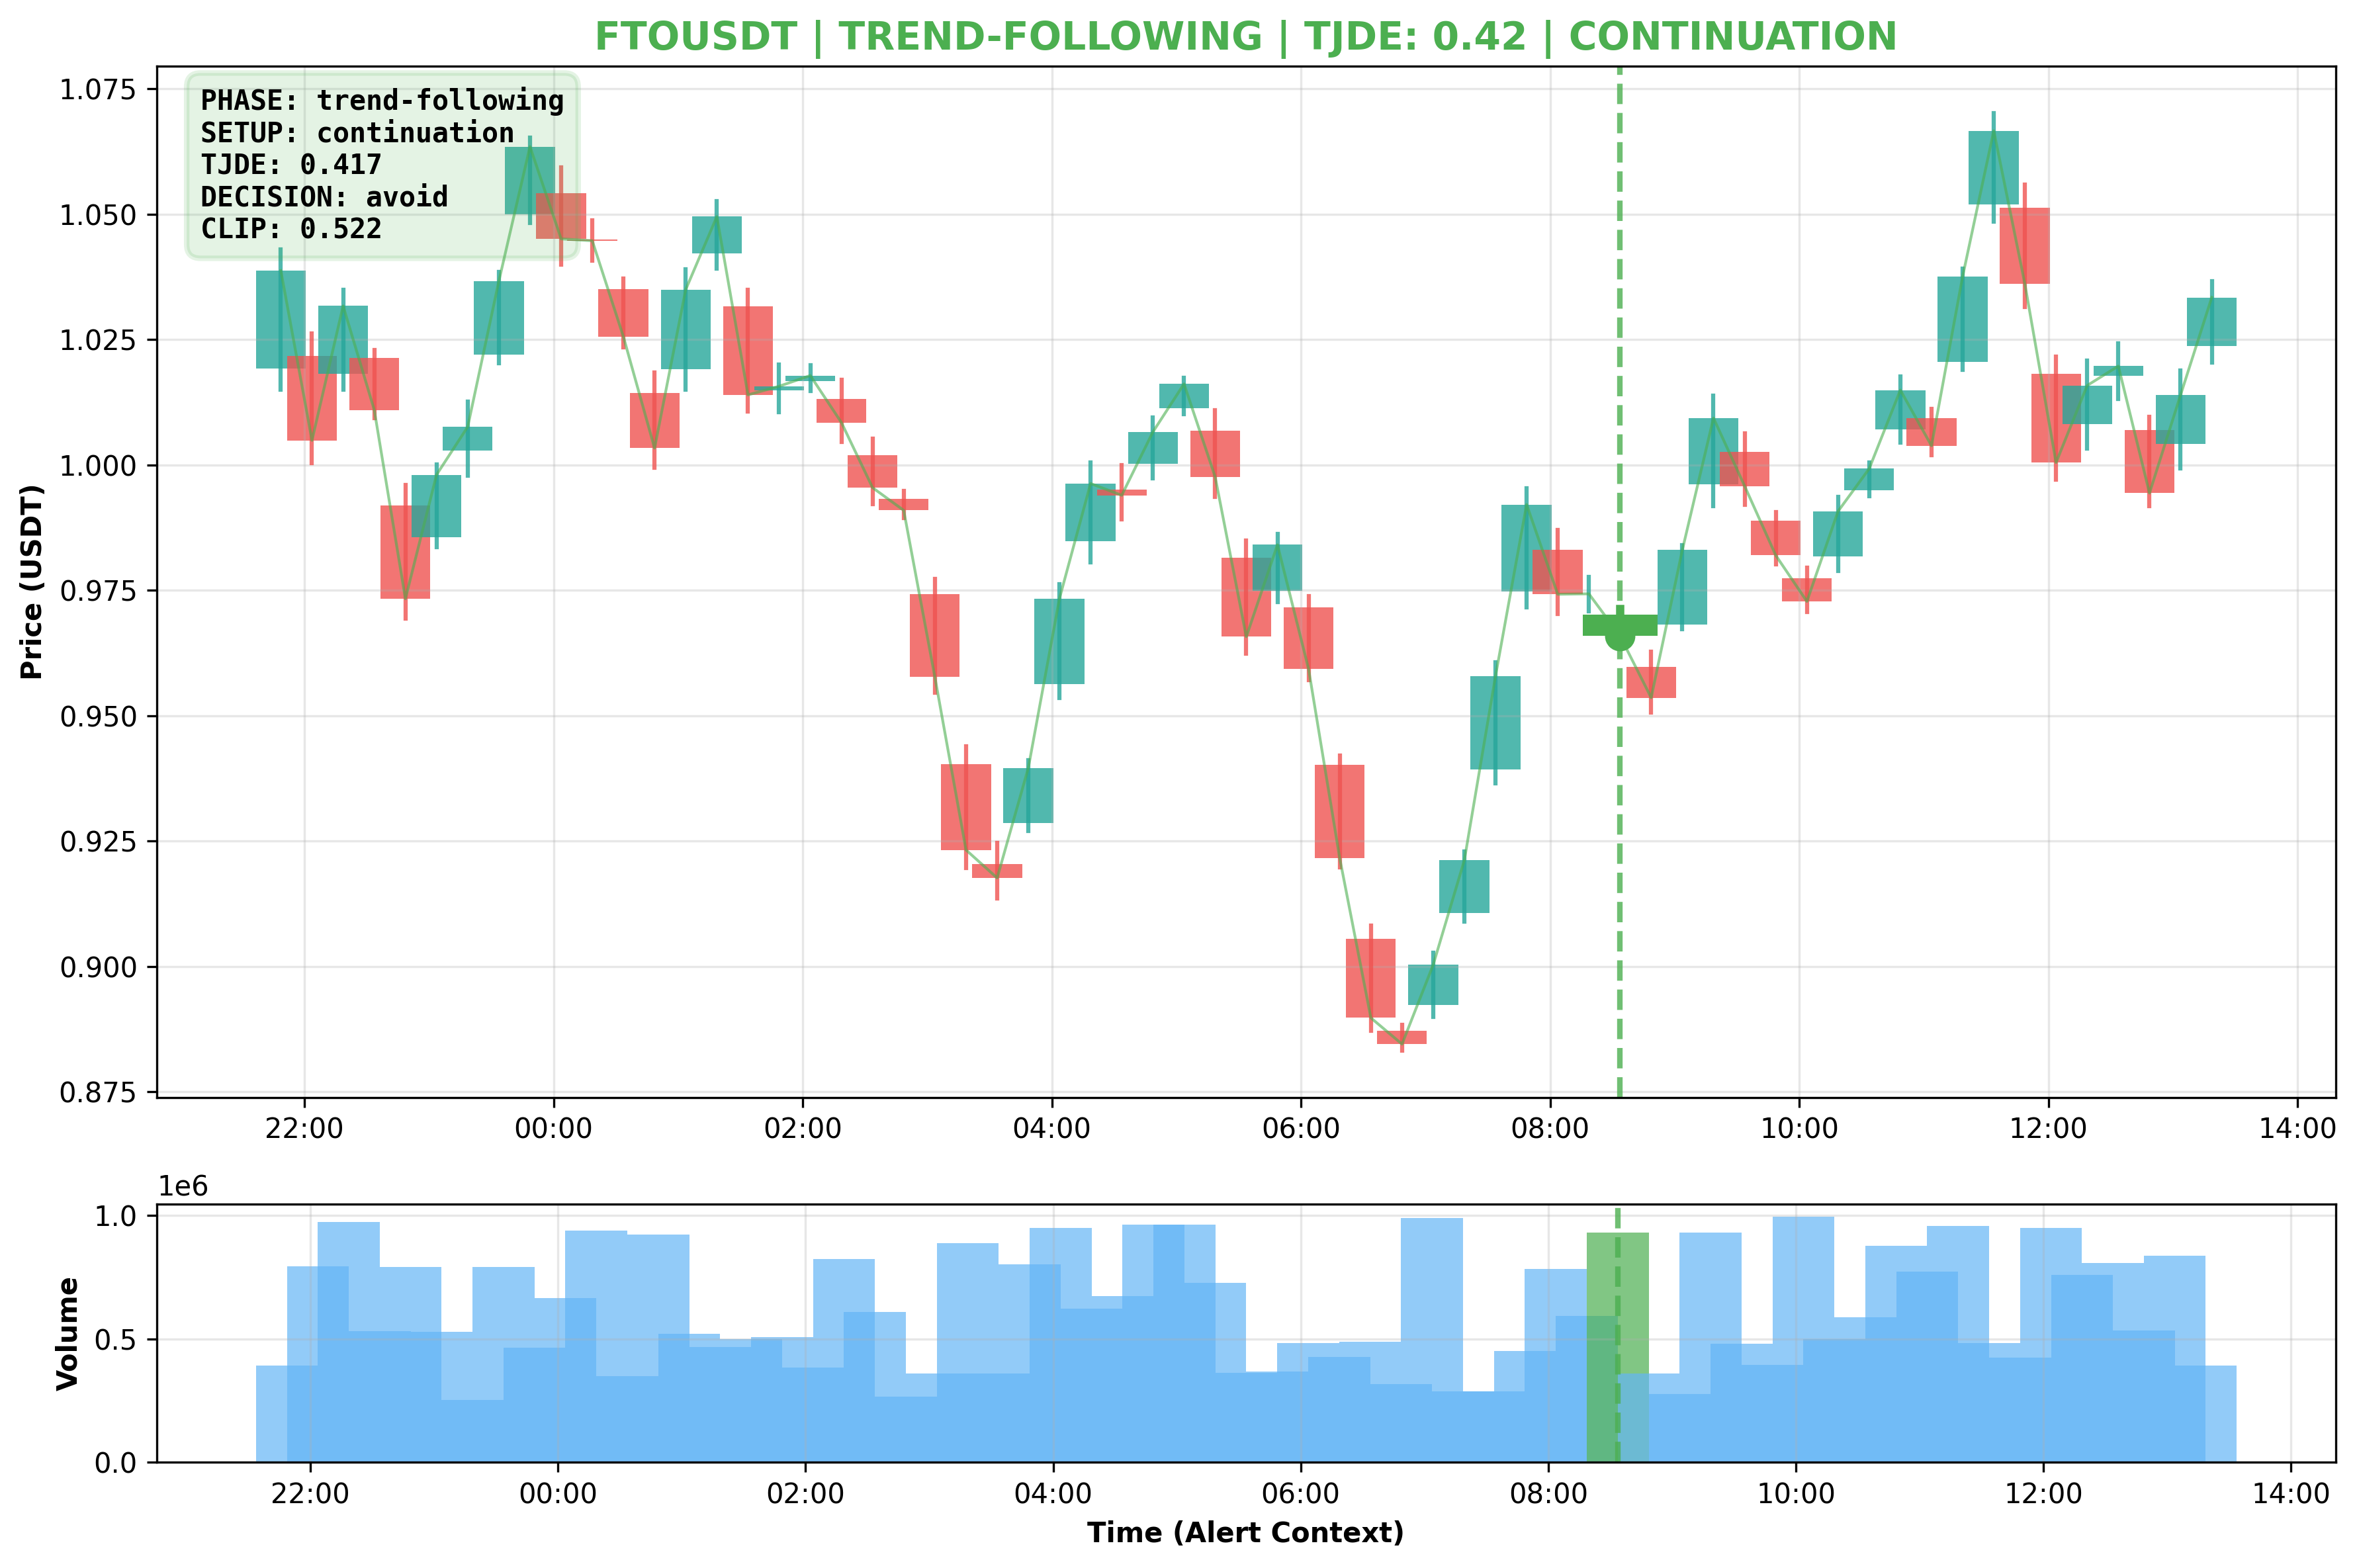 FTOUSDT | TREND-FOLLOWING | TJDE: 0.42 | CONTINUATION
PHASE: trend-following
SETUP: continuation
TJDE: 0.417
DECISION: avoid
CLIP: 0.522
Price (USDT)
1.075
1.050
1.025
1.000
0.975
0.950
0.925
0.900
0.875
22:00 00:00 02:00 04:00 06:00 08:00 10:00 12:00 14:00
1e6
Volume
1.0
0.5
0.0
22:00 00:00 02:00 04:00 06:00 08:00 10:00 12:00 14:00
Time (Alert Context)